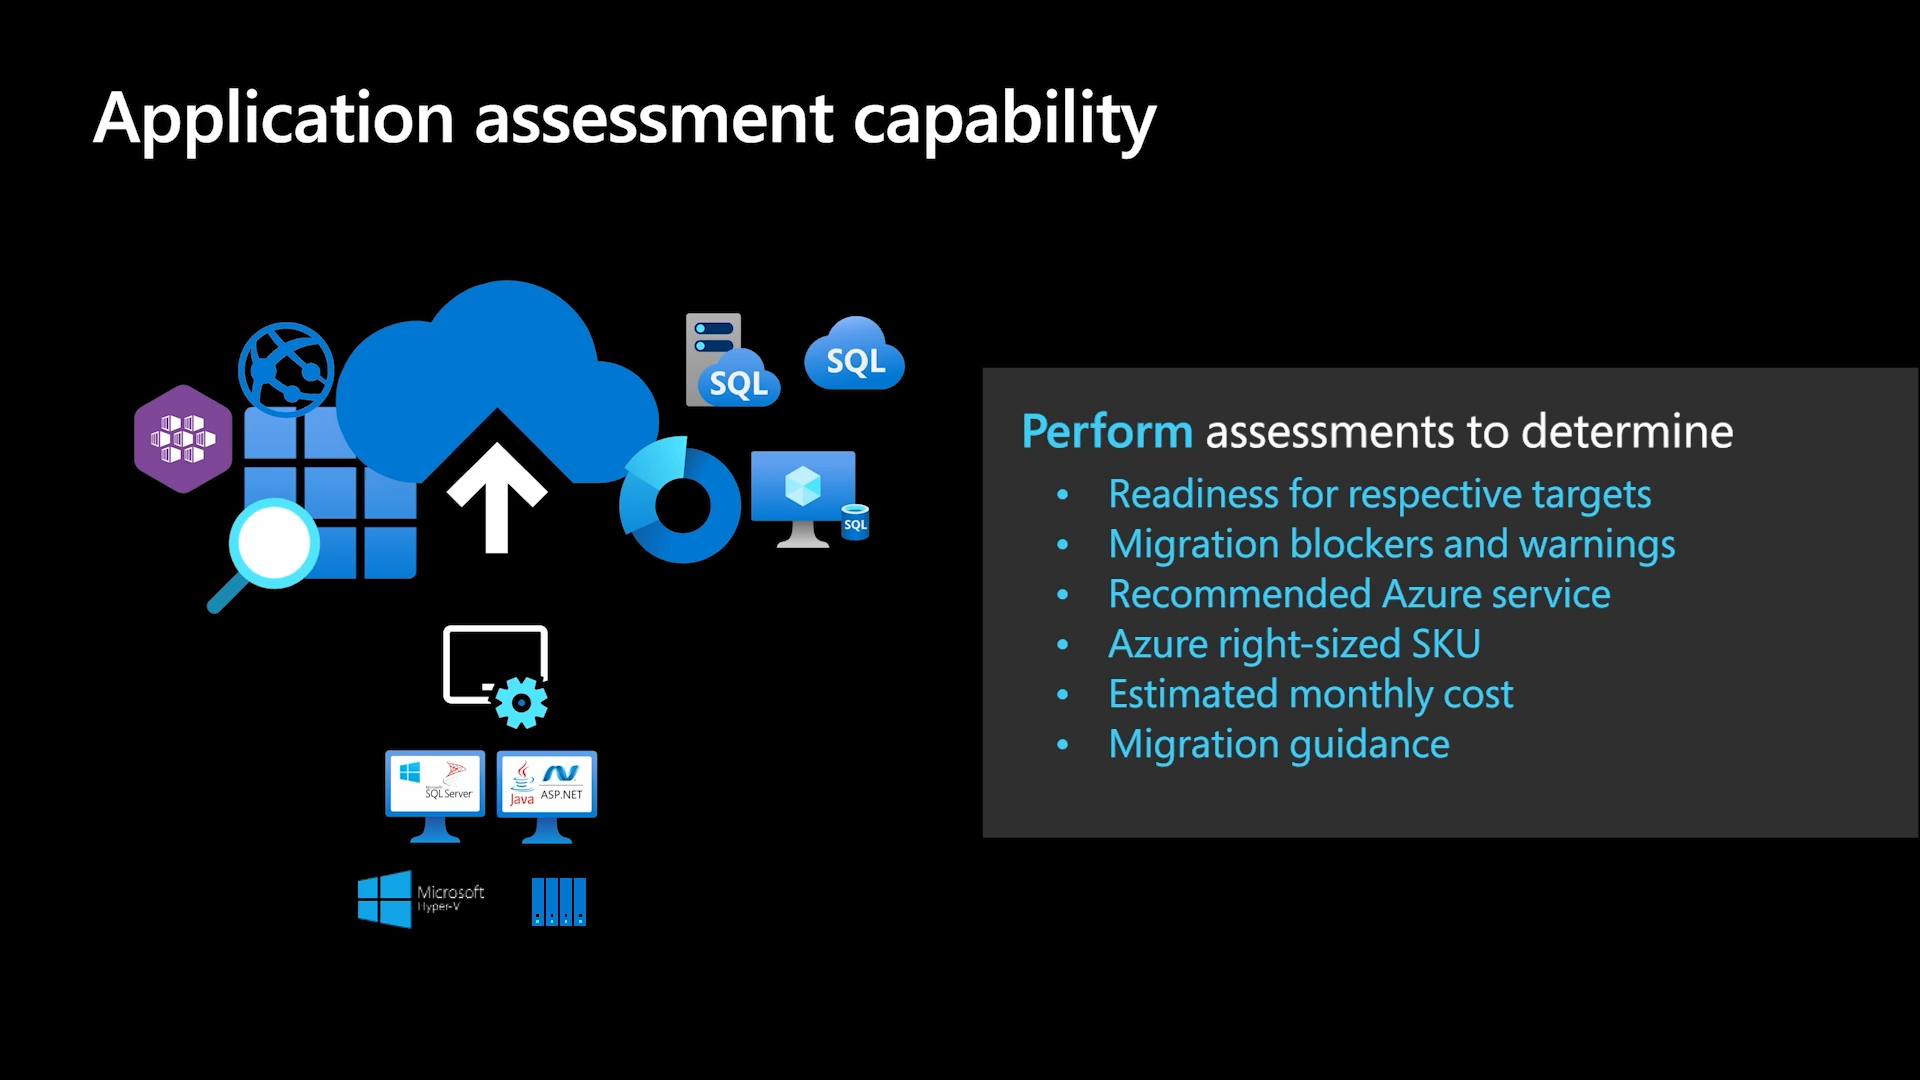 Application assessment capability
SQL
SQL
SQL
Perform assessments to determine
• Readiness for respective targets
• Migration blockers and warnings
• Recommended Azure service
• Azure right-sized SKU
• Estimated monthly cost
• Migration guidance
Microsoft
SQL Server
Java
ASP.NET
Microsoft
Hyper-V